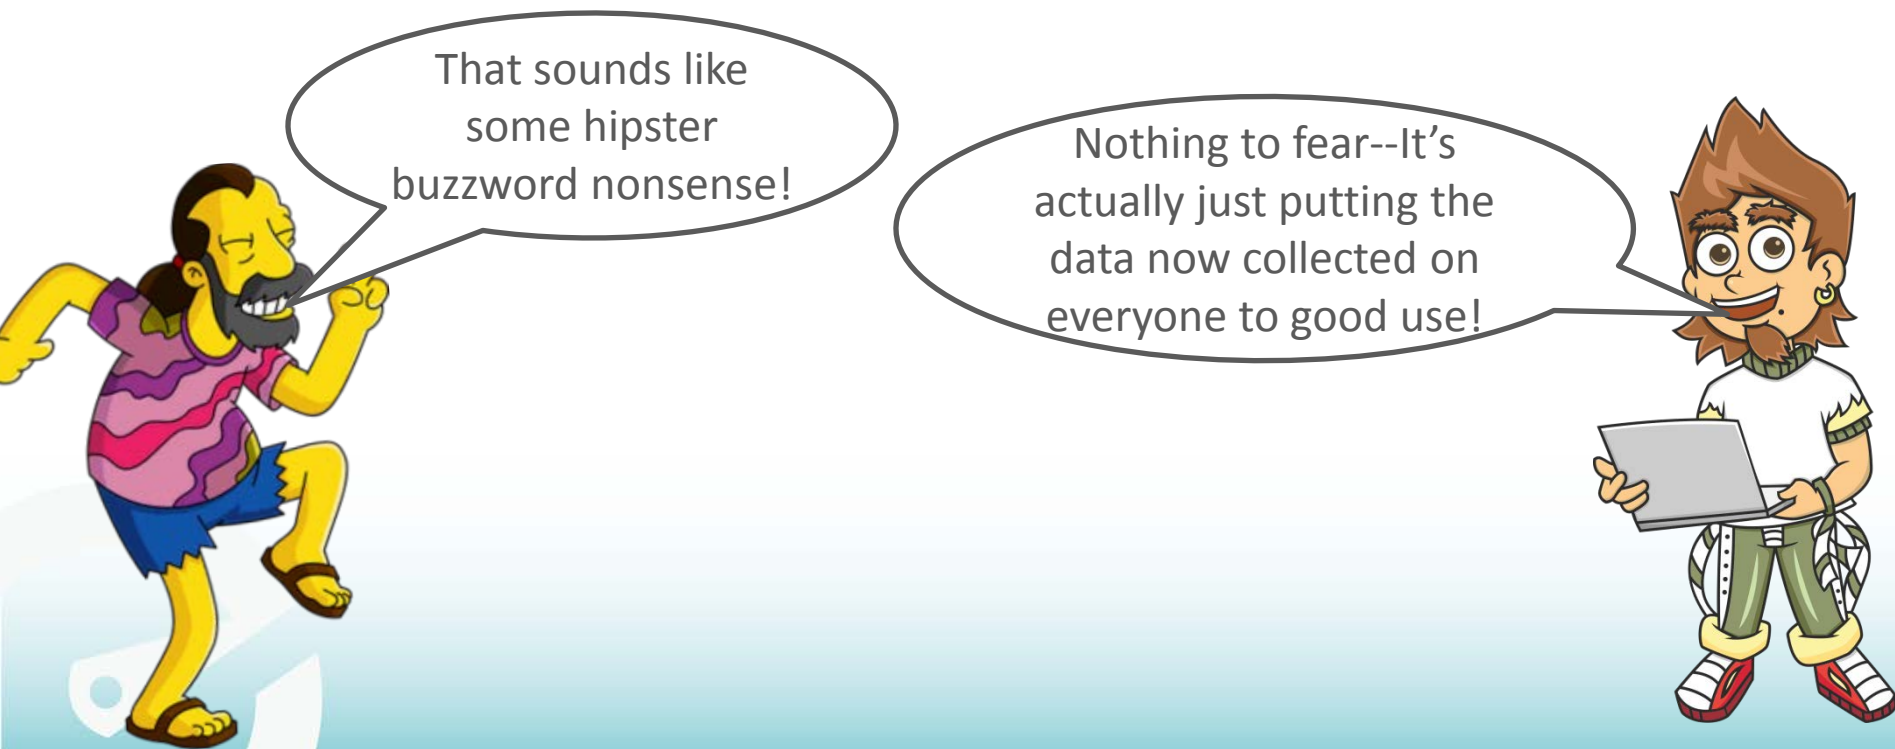 That sounds like
some hipster
buzzword nonsense!
Nothing to fear--It’s
actually just putting the
data now collected on
everyone to good use!